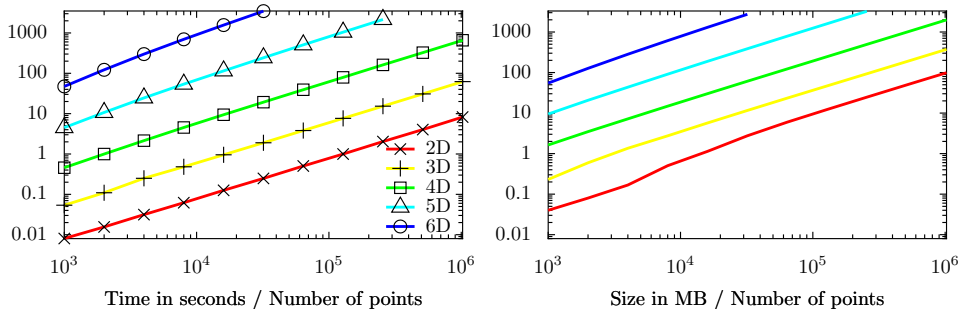 1000
100
10
1
0.1
0.01
10^3
10^4
10^5
10^6
2D
3D
4D
5D
6D
Time in seconds / Number of points
1000
100
10
1
0.1
0.01
10^3
10^4
10^5
10^6
Size in MB / Number of points